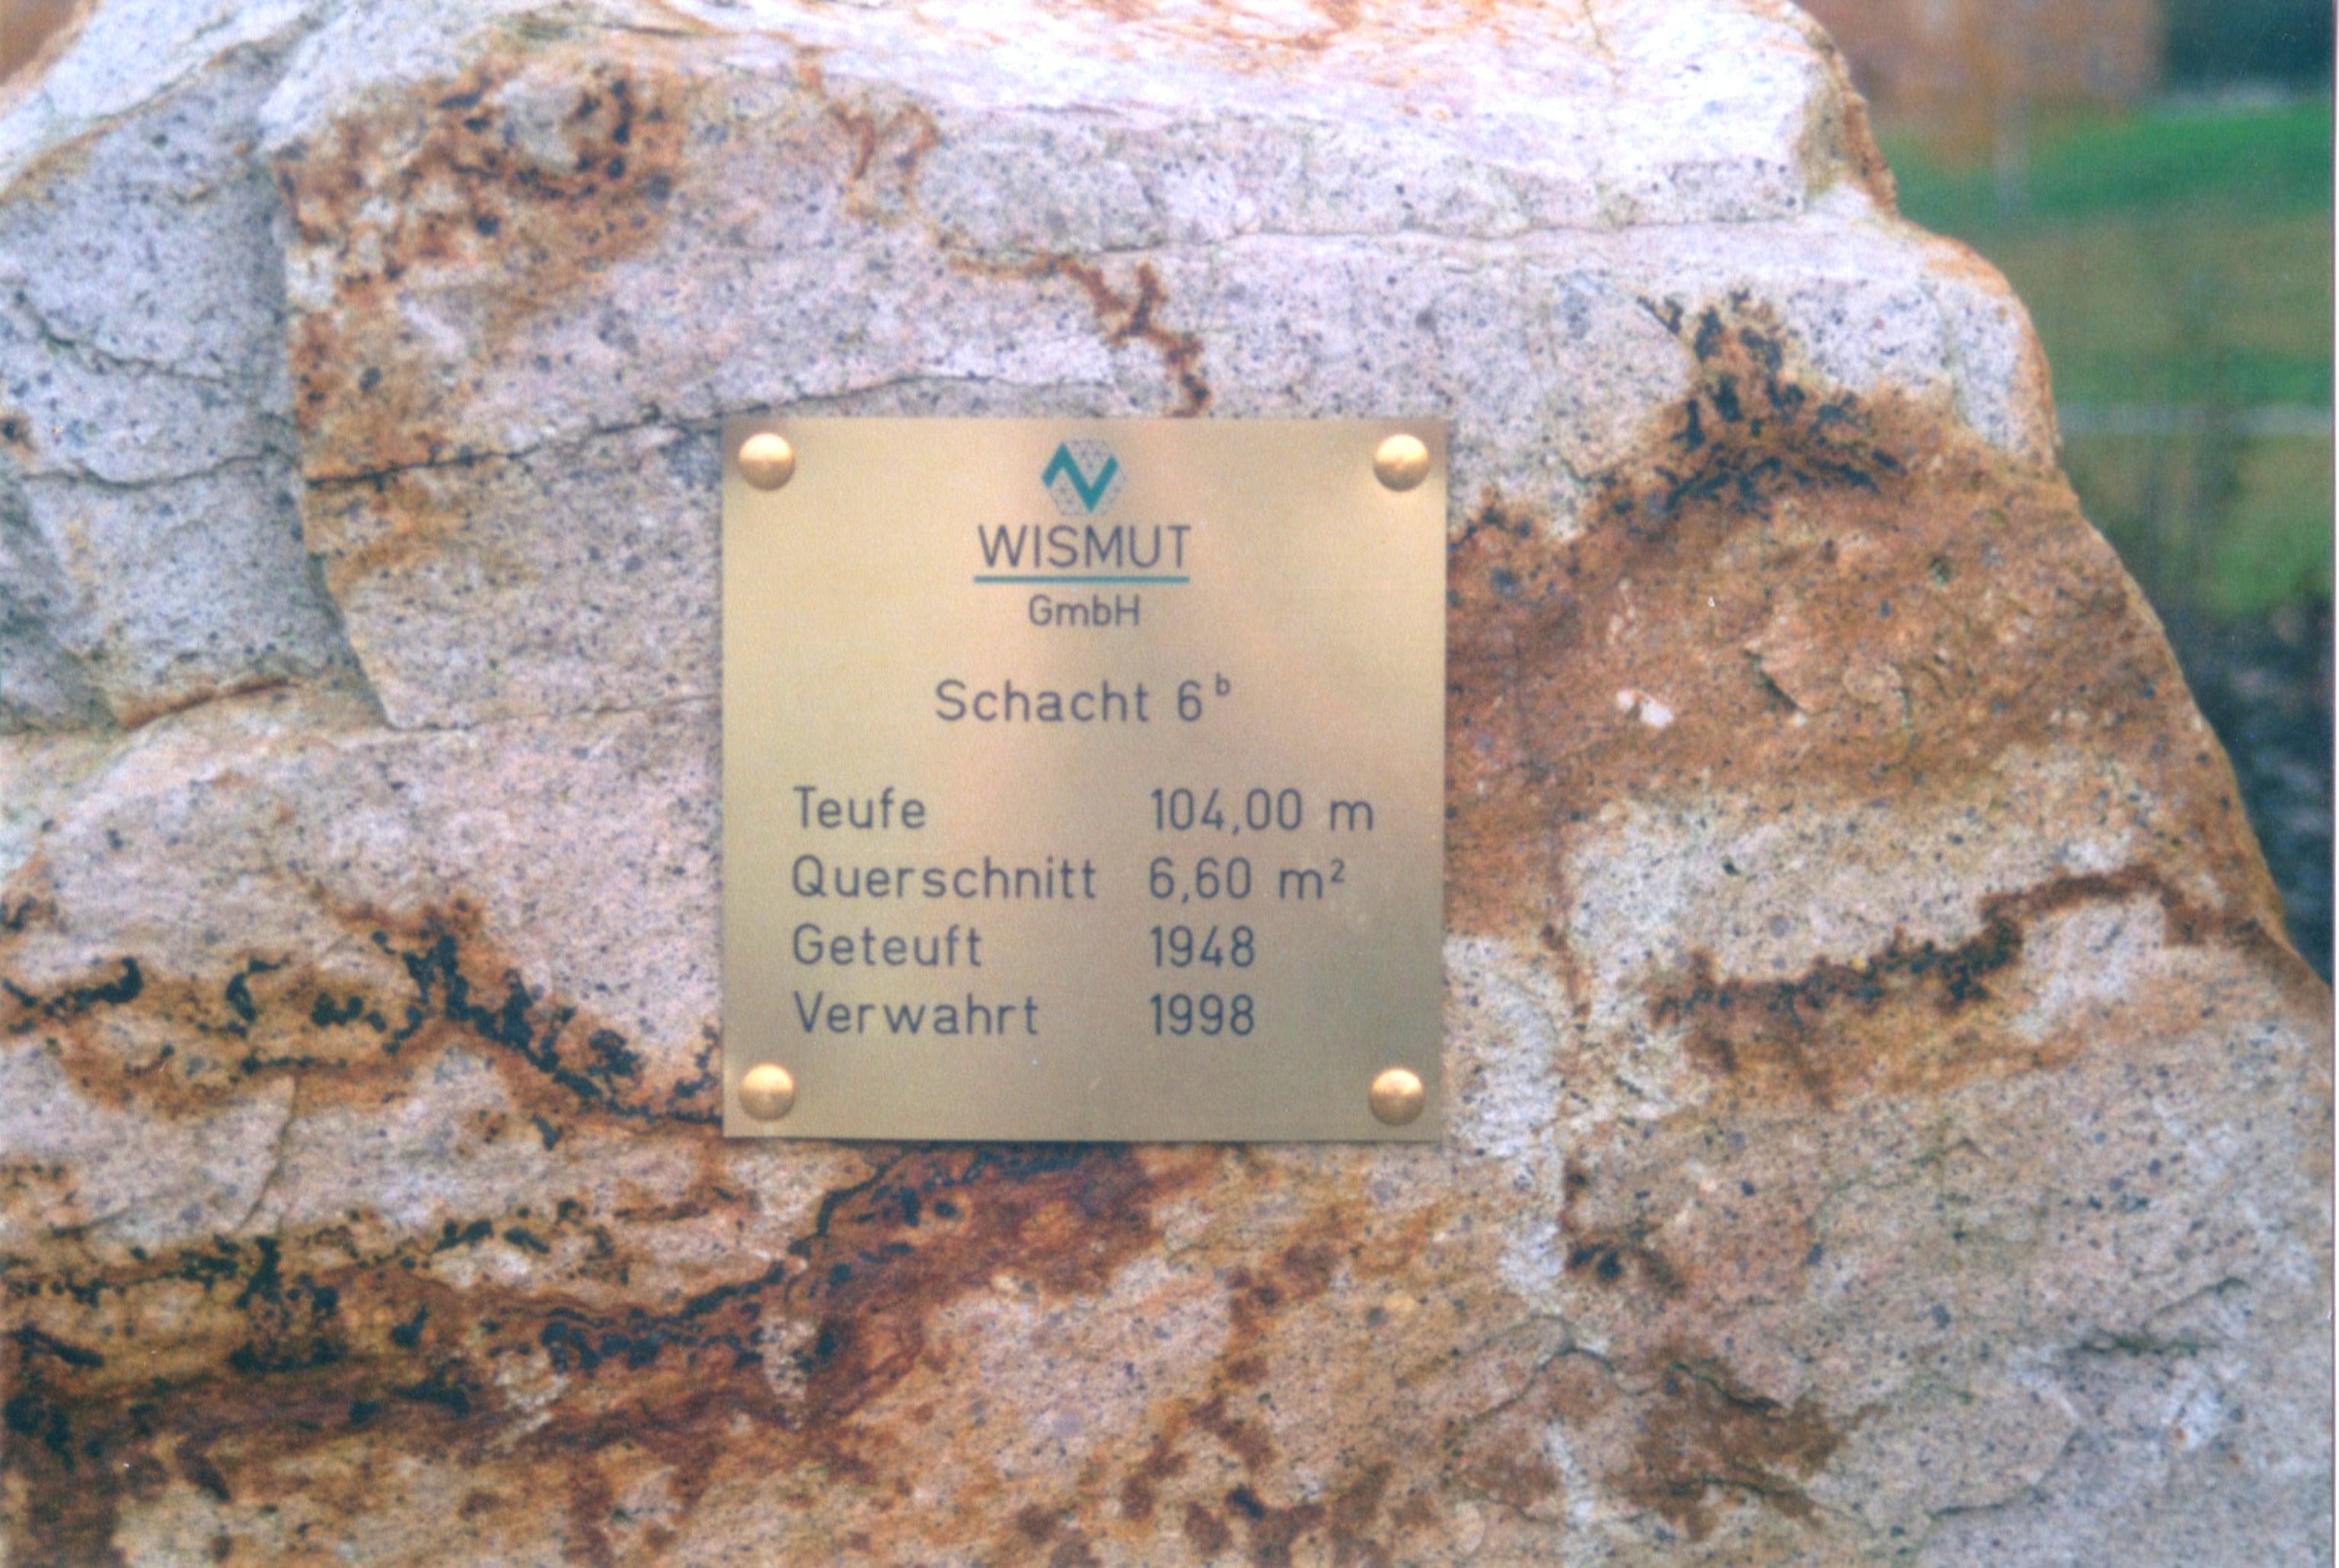 WISMUT
GmbH
Schacht 6ᵇ
Teufe 104,00 m
Querschnitt 6,60 m²
Geteuft 1948
Verwahrt 1998